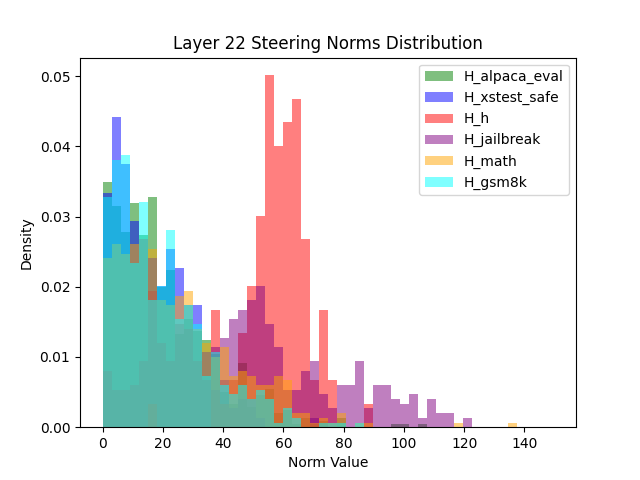 Layer 22 Steering Norms Distribution
H_alpaca_eval
H_xstest_safe
H_h
H_jailbreak
H_math
H_gsm8k
Density
0.05
0.04
0.03
0.02
0.01
0.00
0 20 40 60 80 100 120 140
Norm Value